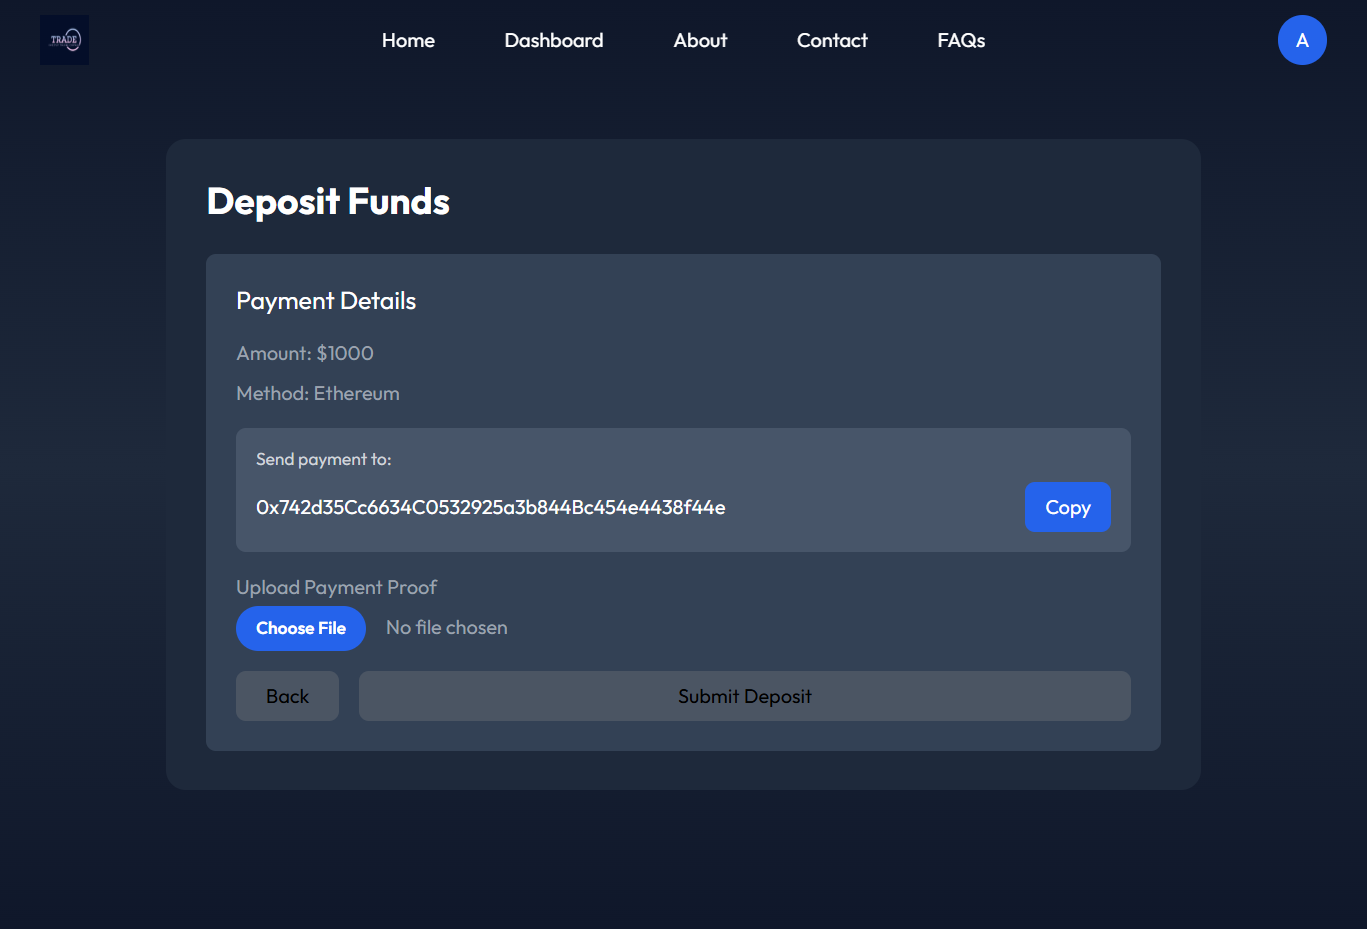 TRADE
Home Dashboard About Contact FAQs
A
Deposit Funds
Payment Details
Amount: $1000
Method: Ethereum
Send payment to:
0x742d35Cc6634C0532925a3b844Bc454e4438f44e
Copy
Upload Payment Proof
Choose File No file chosen
Back Submit Deposit